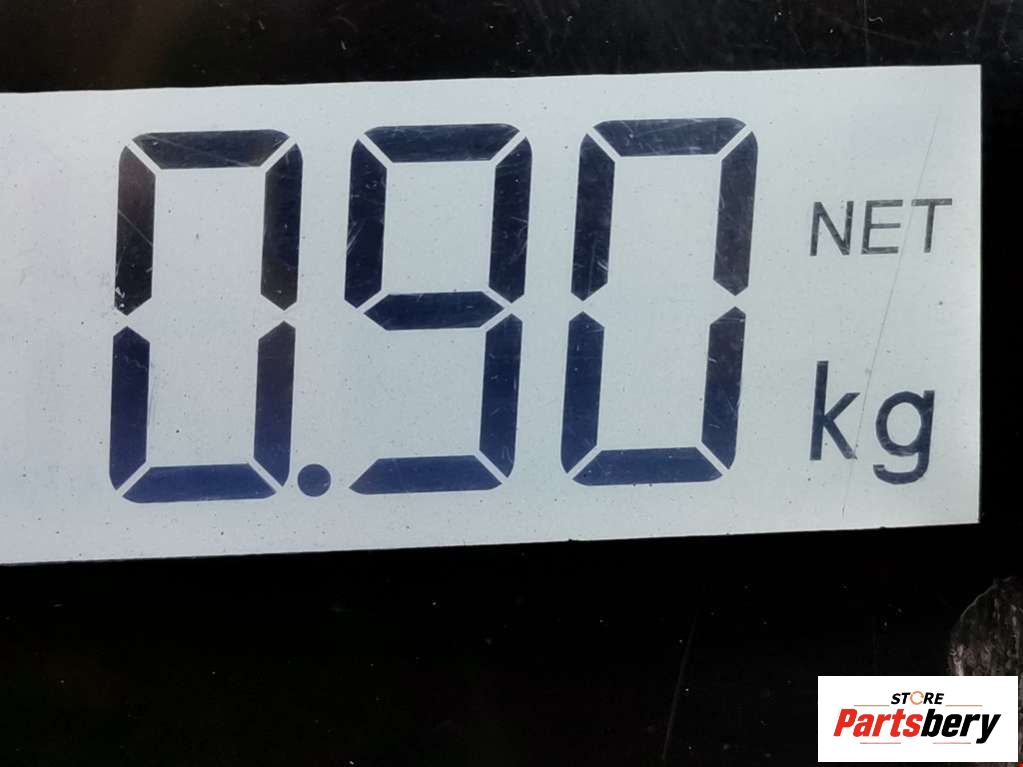 0.90 NET
kg
STORE
Partsbery